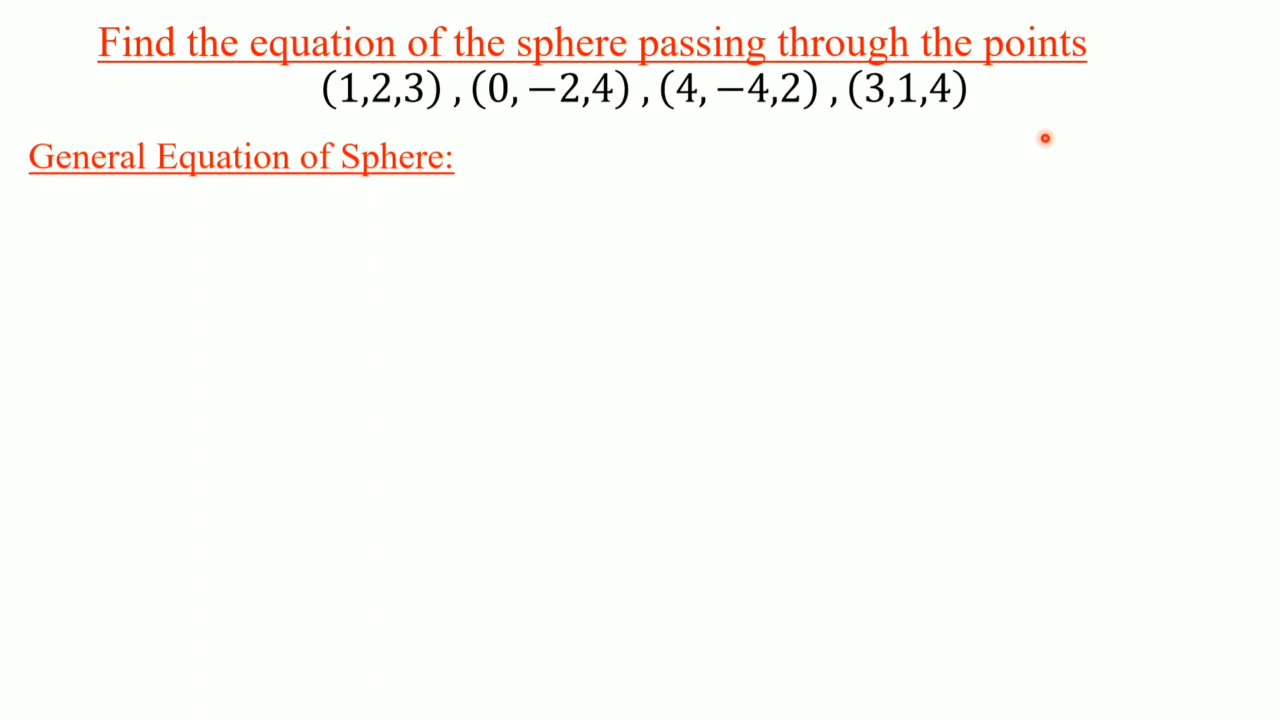 Find the equation of the sphere passing through the points
(1,2,3) , (0, −2,4) , (4, −4,2) , (3,1,4)
General Equation of Sphere: